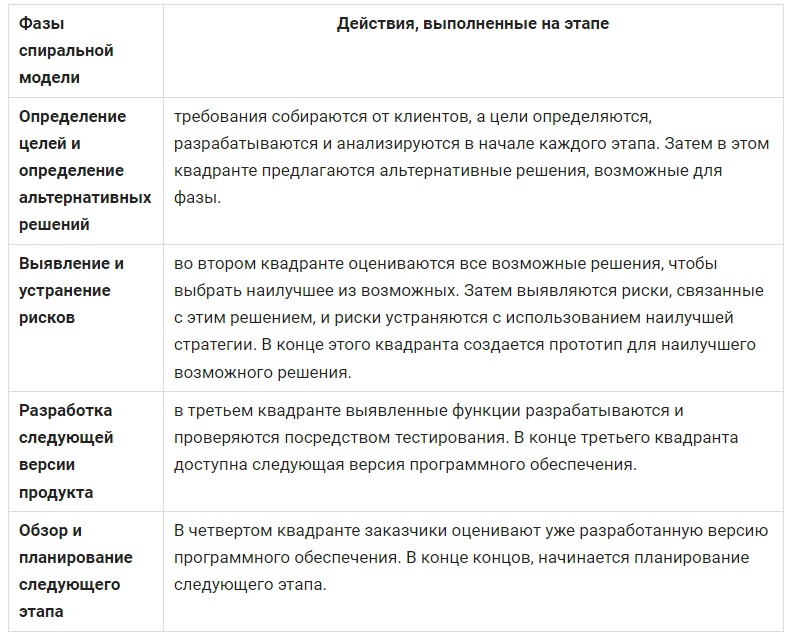 Фазы
спиральной
модели
Действия, выполненные на этапе
Определение
целей и
определение
альтернативных
решений
требования собираются от клиентов, а цели определяются,
разрабатываются и анализируются в начале каждого этапа. Затем в этом
квадранте предлагаются альтернативные решения, возможные для
фазы.
Выявление и
устранение
рисков
во втором квадранте оцениваются все возможные решения, чтобы
выбрать наилучшее из возможных. Затем выявляются риски, связанные
с этим решением, и риски устраняются с использованием наилучшей
стратегии. В конце этого квадранта создается прототип для наилучшего
возможного решения.
Разработка
следующей
версии
продукта
в третьем квадранте выявленные функции разрабатываются и
проверяются посредством тестирования. В конце третьего квадранта
доступна следующая версия программного обеспечения.
Обзор и
планирование
следующего
этапа
В четвертом квадранте заказчики оценивают уже разработанную версию
программного обеспечения. В конце концов, начинается планирование
следующего этапа.